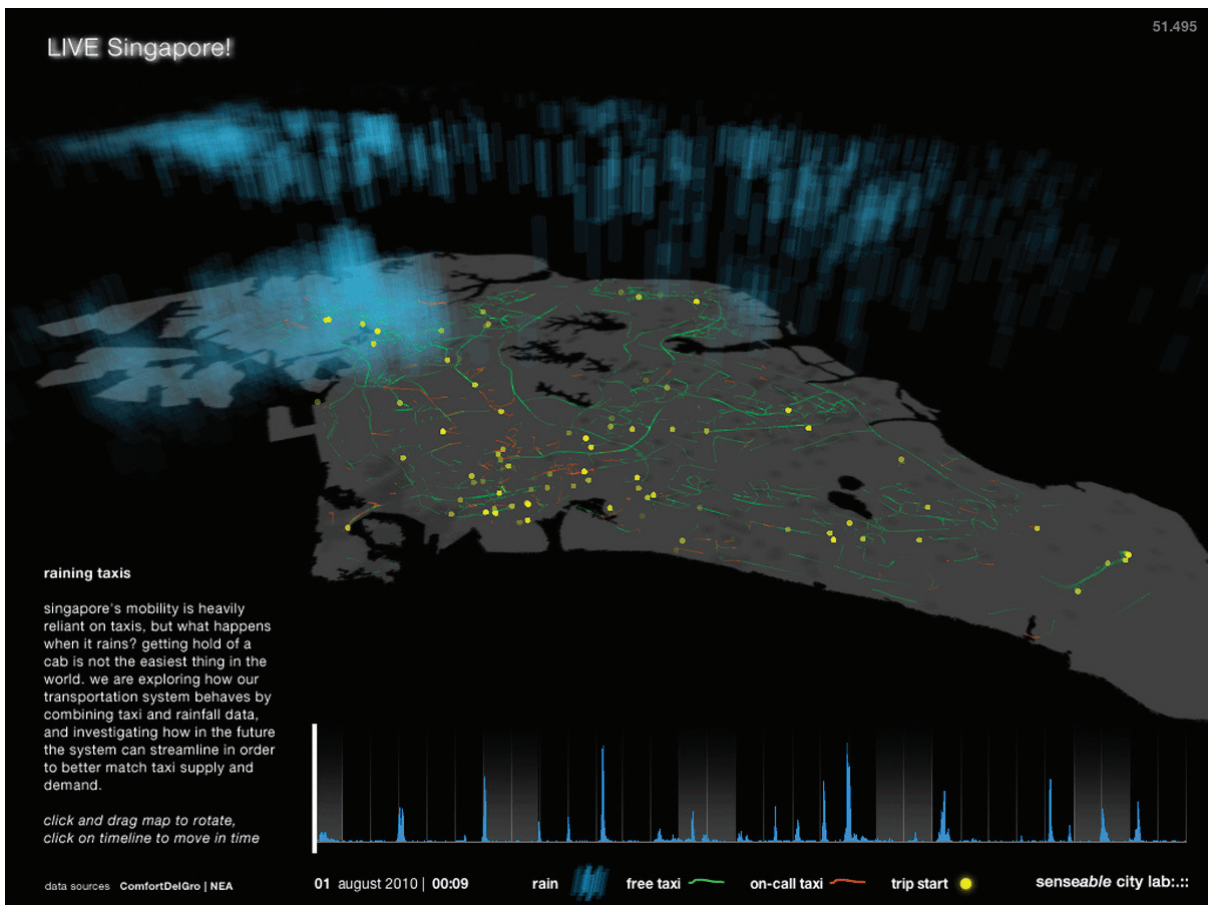 51.495
LIVE Singapore!
raining taxis
singapore's mobility is heavily
reliant on taxis, but what happens
when it rains? getting hold of a
cab is not the easiest thing in the
world. we are exploring how our
transportation system behaves by
combining taxi and rainfall data,
and investigating how in the future
the system can streamline in order
to better match taxi supply and
demand.
click and drag map to rotate,
click on timeline to move in time
data sources ComfortDelGro | NEA
01 august 2010 | 00:09
rain
free taxi
on-call taxi
trip start
senseable city lab:.::